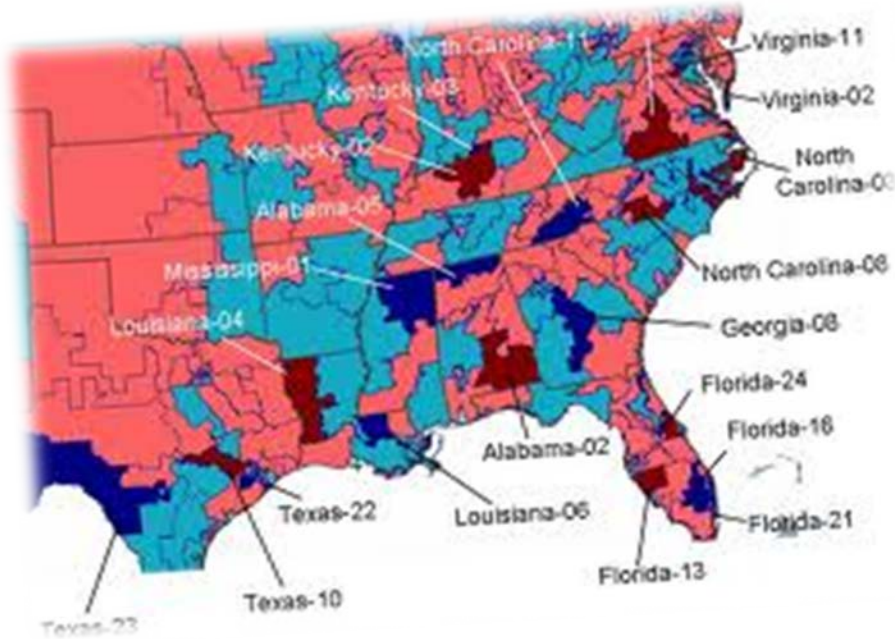 Virginia-11
North Carolina-11
Virginia-02
Kentucky-03
Kentucky-02
North
Alabama-05
Mississippi-01
North Carolina-08
Louisiana-04
Georgia-08
Florida-24
Florida-16
Alabama-02
Texas-22
Louisiana-06
Florida-21
Florida-13
Texas-10
Texas-23